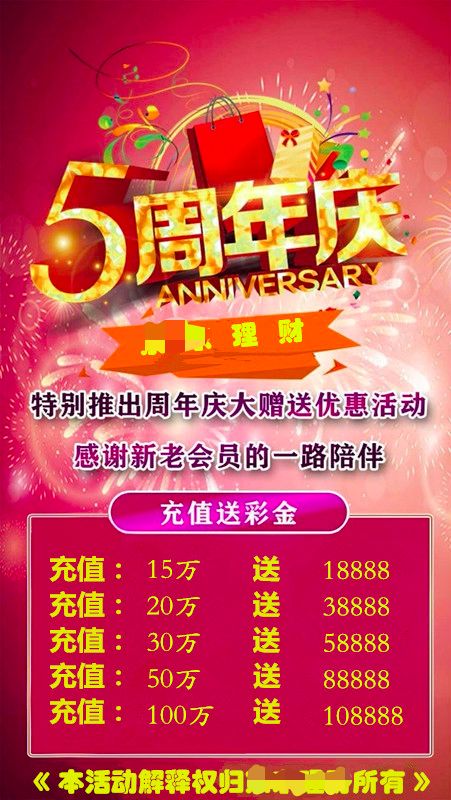 5周年庆
ANNIVERSARY
理财
特别推出周年庆大赠送优惠活动
感谢新老会员的一路陪伴
充值送彩金
充值：15万 送 18888
充值：20万 送 38888
充值：30万 送 58888
充值：50万 送 88888
充值：100万 送 108888
《本活动解释权归 所有》